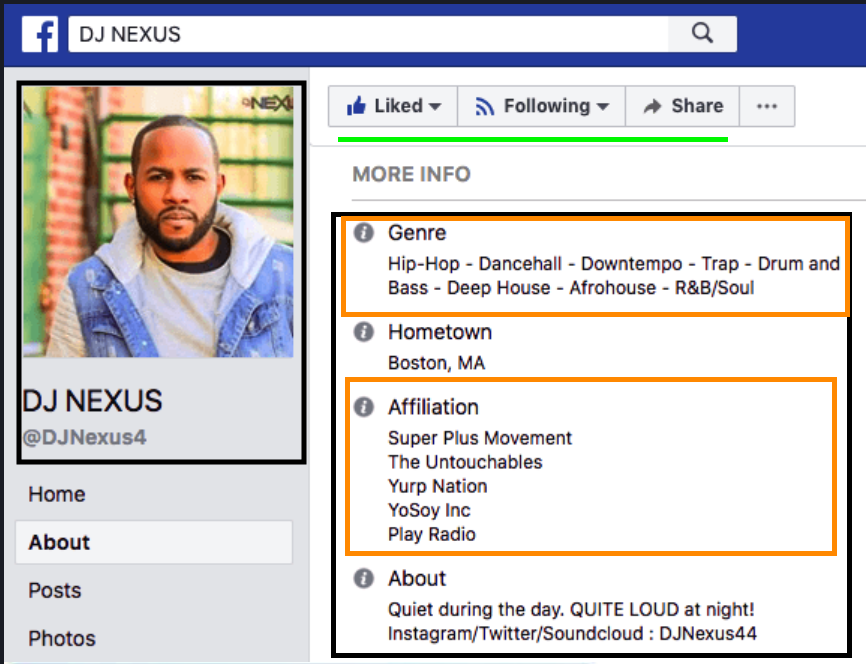 DJ NEXUS
NEXU
Liked
Following
Share
MORE INFO
Genre
Hip-Hop - Dancehall - Downtempo - Trap - Drum and
Bass - Deep House - Afrohouse - R&B/Soul
Hometown
Boston, MA
DJ NEXUS
@DJNexus4
Affiliation
Super Plus Movement
The Untouchables
Yurp Nation
YoSoy Inc
Play Radio
Home
About
Posts
Photos
About
Quiet during the day. QUITE LOUD at night!
Instagram/Twitter/Soundcloud : DJNexus44